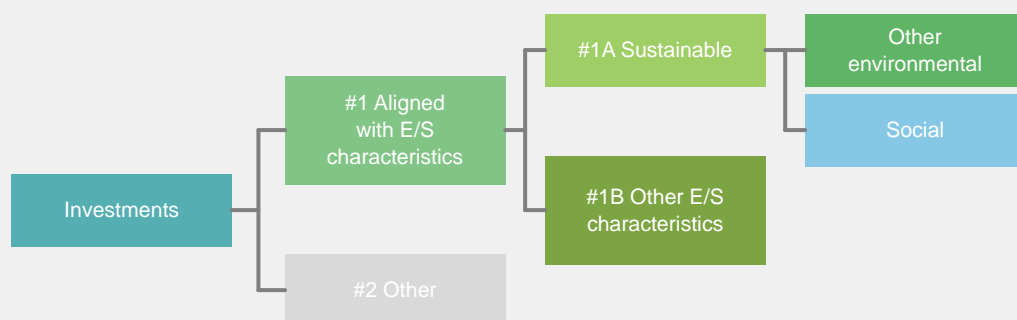 Investments
#1 Aligned
with E/S
characteristics
#2 Other
#1A Sustainable
#1B Other E/S
characteristics
Other
environmental
Social